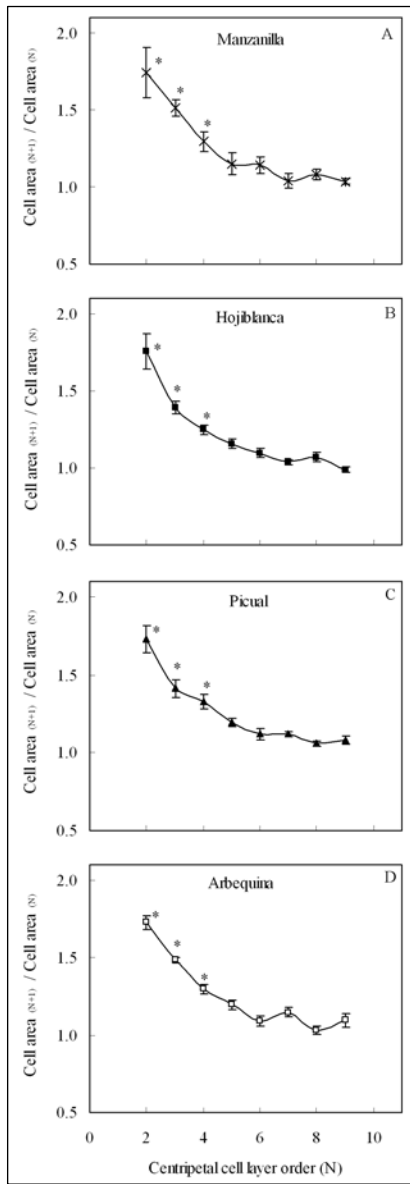 A
Manzanilla
2.0
1.5
1.0
0.5
Cell area (N+1) / Cell area (N)
*
*
*
B
Hojiblanca
2.0
1.5
1.0
0.5
Cell area (N+1) / Cell area (N)
*
*
*
C
Picual
2.0
1.5
1.0
0.5
Cell area (N+1) / Cell area (N)
*
*
*
D
Arbequina
2.0
1.5
1.0
0.5
Cell area (N+1) / Cell area (N)
*
*
*
0 2 4 6 8 10
Centripetal cell layer order (N)